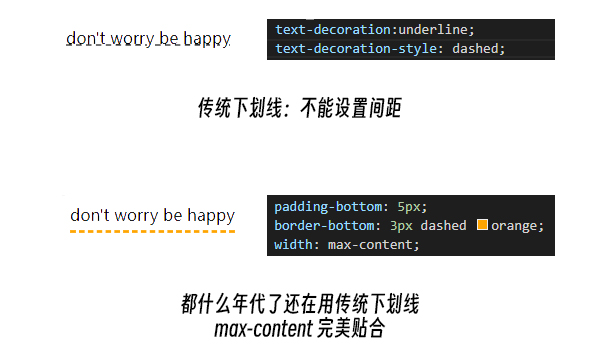 don't worry be happy
text-decoration:underline;
text-decoration-style: dashed;
传统下划线：不能设置间距
don't worry be happy
padding-bottom: 5px;
border-bottom: 3px dashed orange;
width: max-content;
都什么年代了还在用传统下划线
max-content 完美贴合